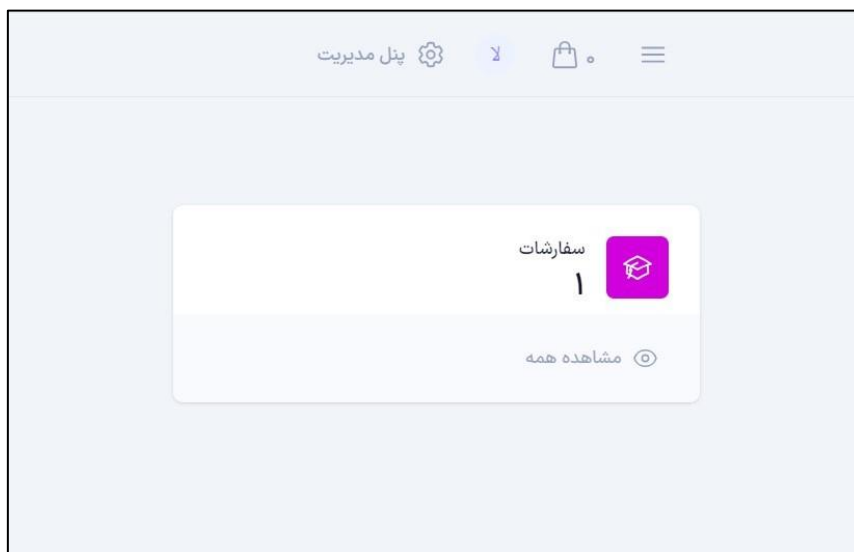 ۰ لا پنل مدیریت
سفارشات
۱
مشاهده همه